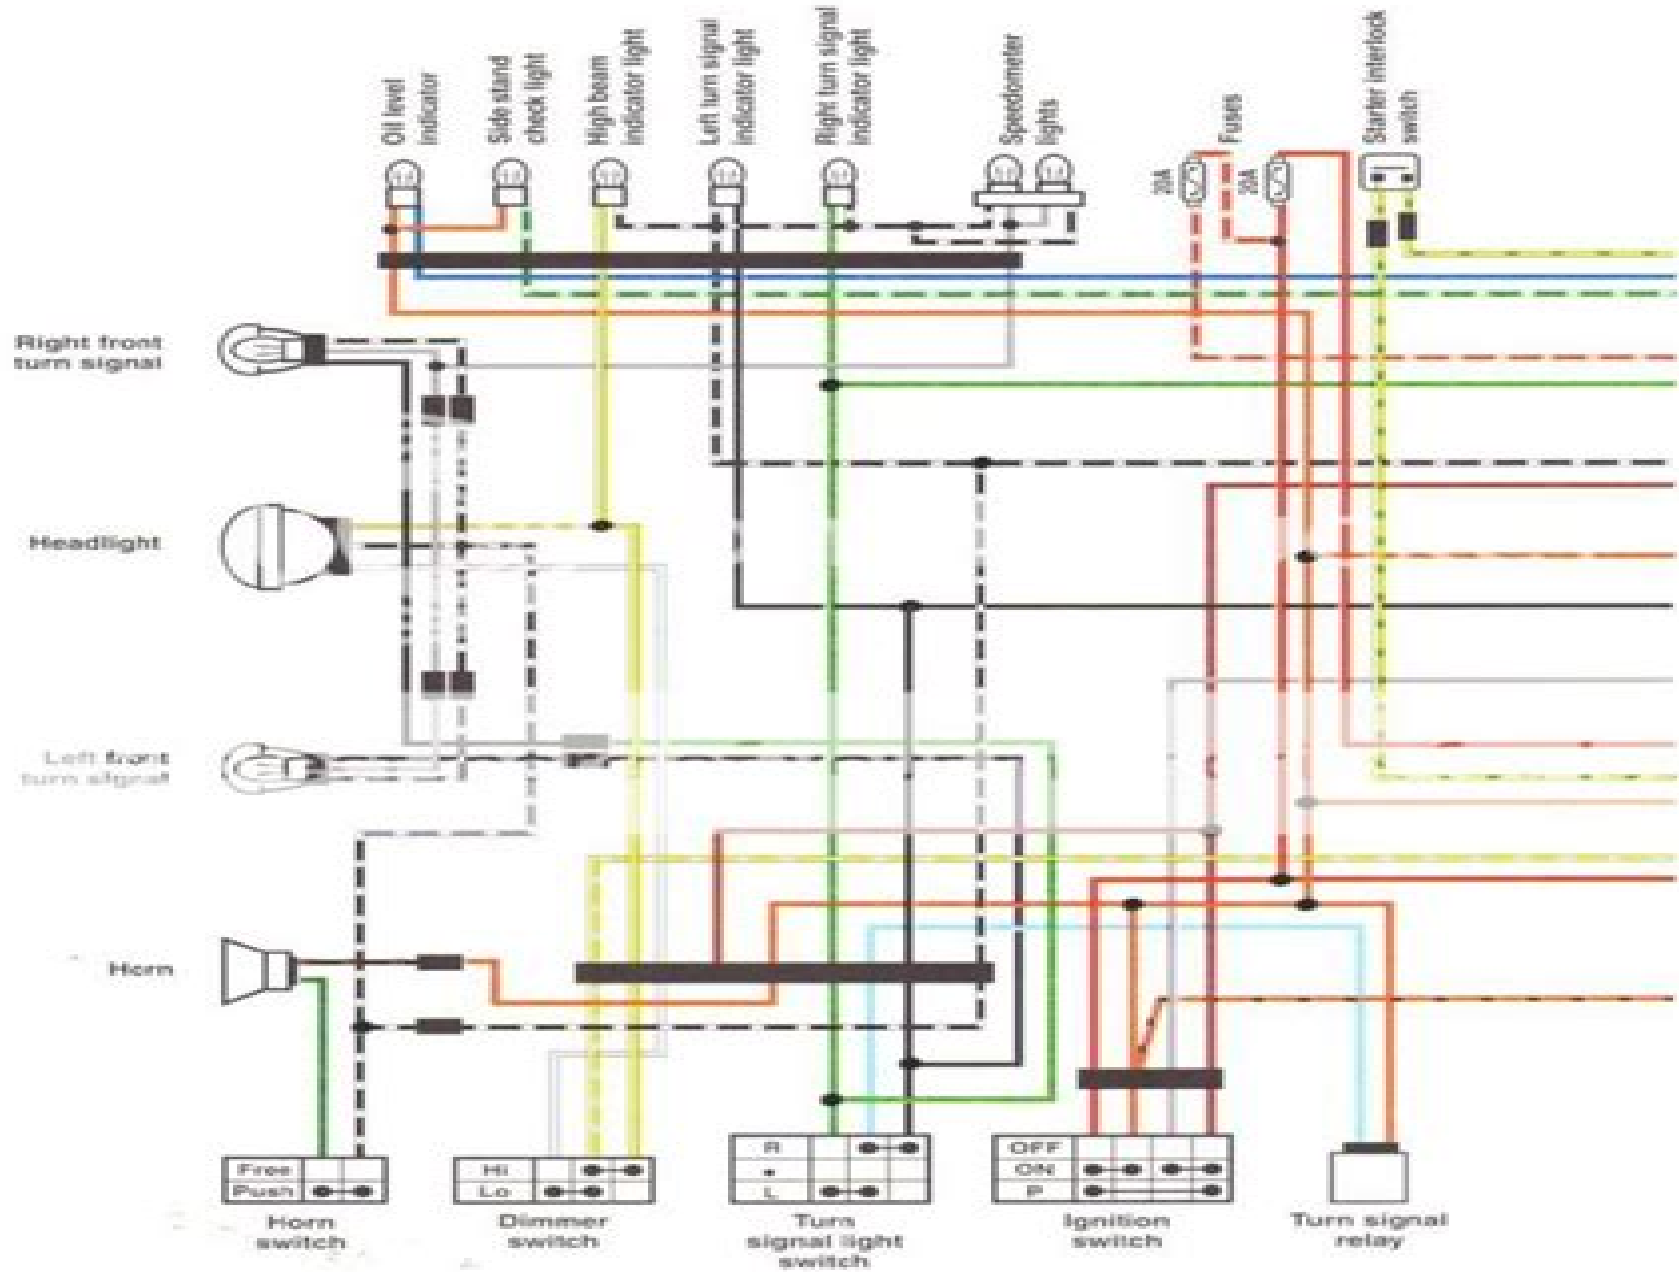 Oil level
indicator
Side stand
check light
High beam
indicator light
Left turn signal
indicator light
Right turn signal
indicator light
Speedometer
lights
Fuses
Starter interlock
switch
Right front
turn signal
Headlight
Left front
turn signal
Horn
Free
Push
Horn
switch
Hi
Lo
Dimmer
switch
R
•
L
Turn
signal light
switch
OFF
ON
P
Ignition
switch
Turn signal
relay